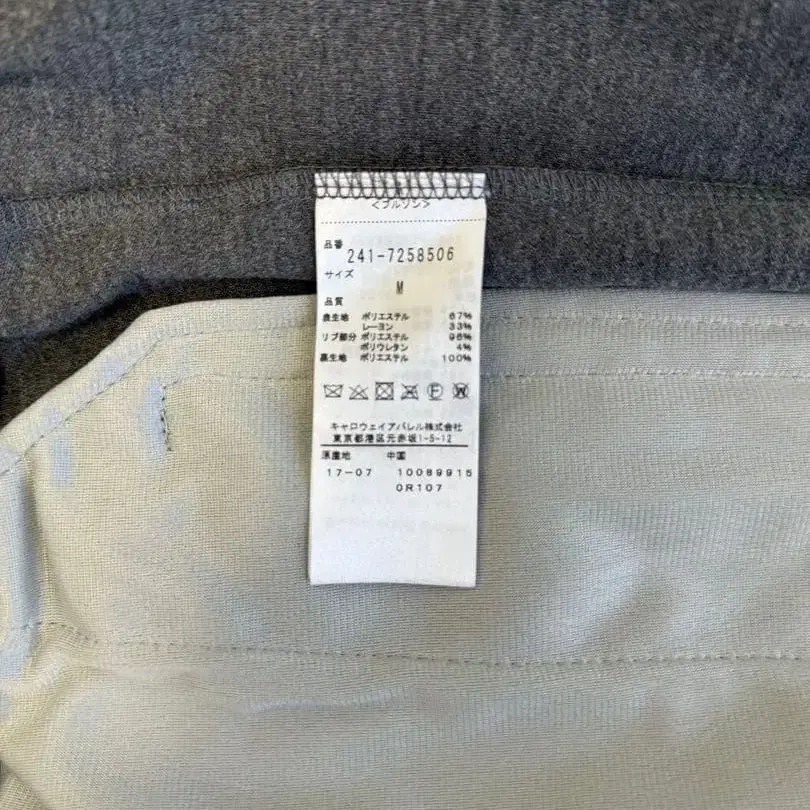 <ブルゾン>
品番
241-7258506
サイズ
M
品質
表生地 ポリエステル 67%
レーヨン 33%
リブ部分 ポリエステル 96%
ポリウレタン 4%
裏生地 ポリエステル 100%
F W
キャロウェイアパレル株式会社
東京都港区元赤坂1-5-12
原産地 中国
17-07 10089915
0R107